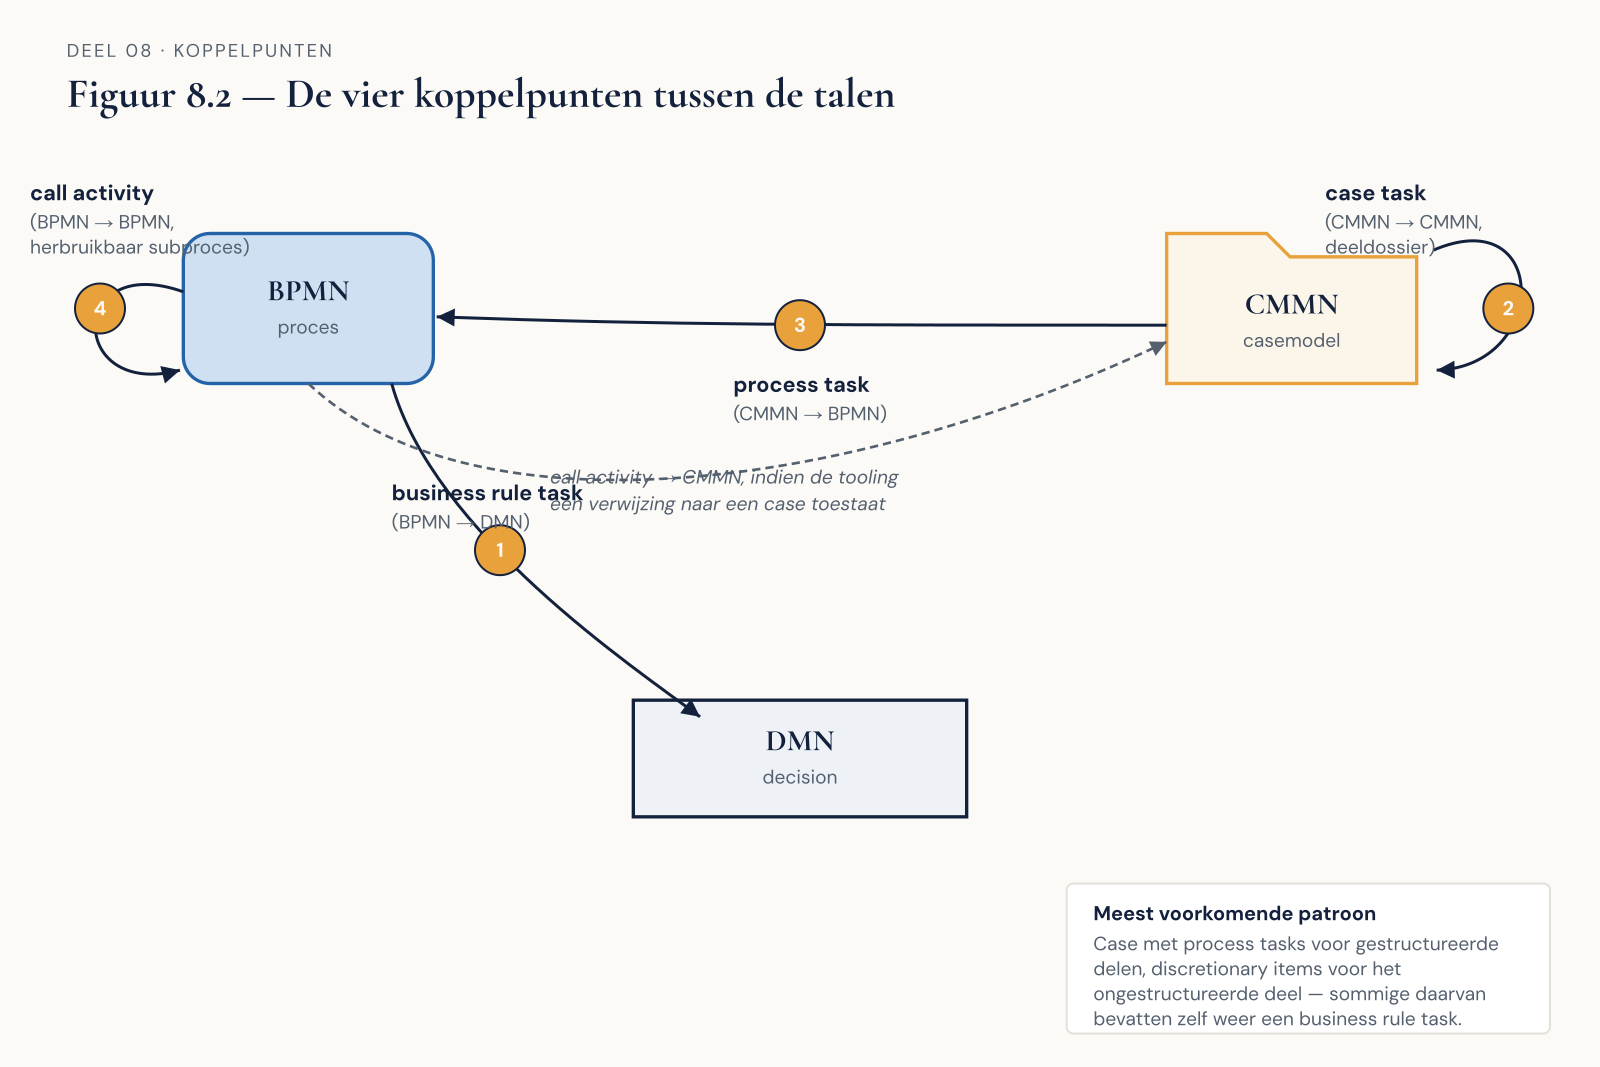 DEEL 08 · KOPPELPUNTEN
Figuur 8.2 — De vier koppelpunten tussen de talen
call activity
(BPMN → BPMN,
herbruikbaar subproces)
case task
(CMMN → CMMN,
deeldossier)
BPMN
proces
CMMN
casemodel
4
3
2
process task
(CMMN → BPMN)
call activity → CMMN, indien de tooling
een verwijzing naar een case toestaat
business rule task
(BPMN → DMN)
1
DMN
decision
Meest voorkomende patroon
Case met process tasks voor gestructureerde
delen, discretionary items voor het
ongestructureerde deel — sommige daarvan
bevatten zelf weer een business rule task.